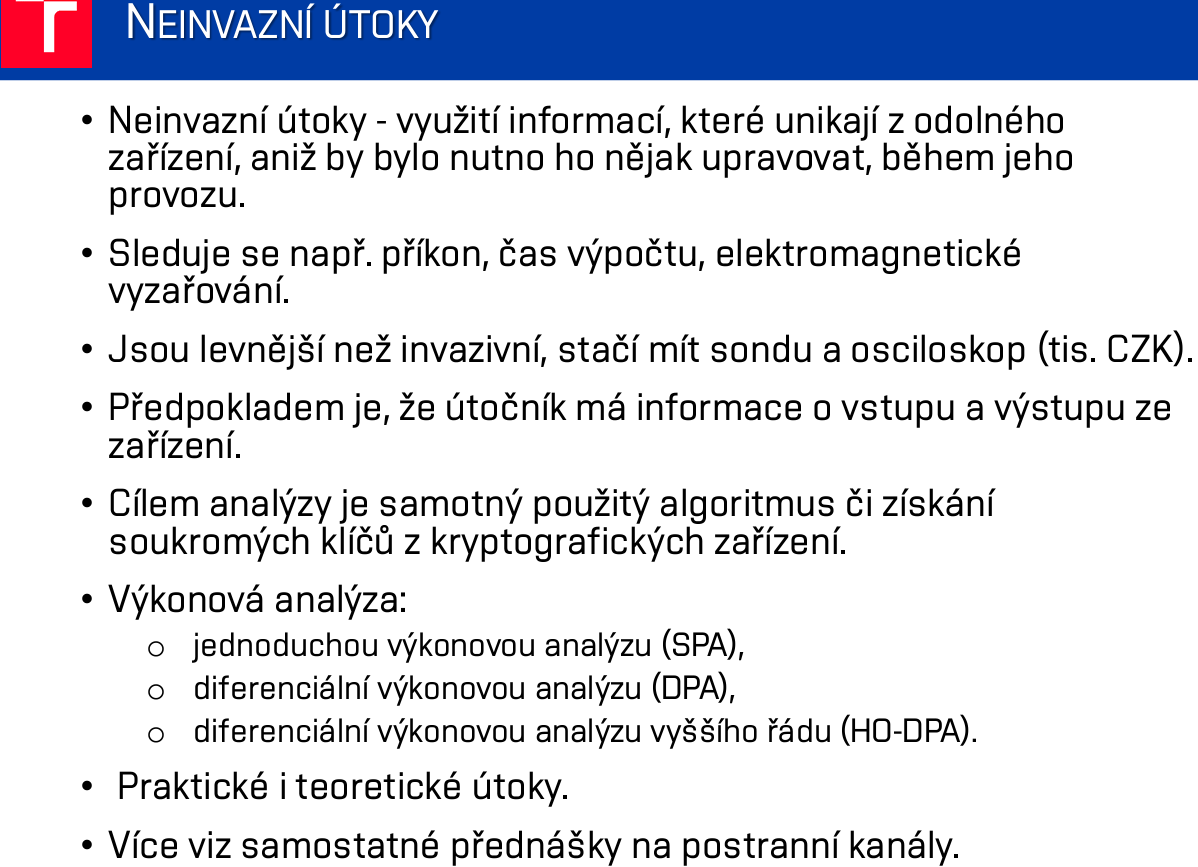 NEINVAZNÍ ÚTOKY
• Neinvazní útoky - využití informací, které unikají z odolného
zařízení, aniž by bylo nutno ho nějak upravovat, během jeho
provozu.
• Sleduje se např. příkon, čas výpočtu, elektromagnetické
vyzařování.
• Jsou levnější než invazivní, stačí mít sondu a osciloskop (tis. CZK).
• Předpokladem je, že útočník má informace o vstupu a výstupu ze
zařízení.
• Cílem analýzy je samotný použitý algoritmus či získání
soukromých klíčů z kryptografických zařízení.
• Výkonová analýza:
o jednoduchou výkonovou analýzu (SPA),
o diferenciální výkonovou analýzu (DPA),
o diferenciální výkonovou analýzu vyššího řádu (HO-DPA).
• Praktické i teoretické útoky.
• Více viz samostatné přednášky na postranní kanály.